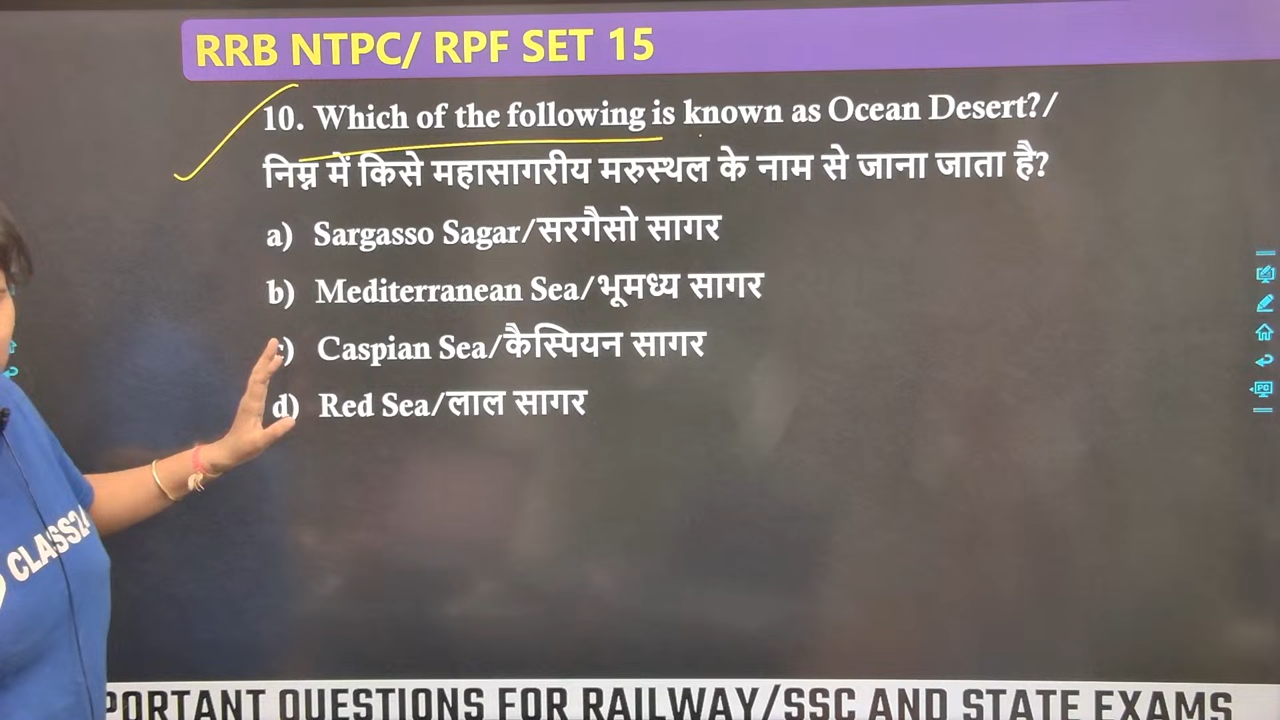 RRB NTPC/ RPF SET 15
10. Which of the following is known as Ocean Desert?/
निम्न में किसे महासागरीय मरुस्थल के नाम से जाना जाता है?
a) Sargasso Sagar/सरगैसो सागर
b) Mediterranean Sea/भूमध्य सागर
c) Caspian Sea/कैस्पियन सागर
d) Red Sea/लाल सागर
CLASS24
PORTANT QUESTIONS FOR RAILWAY/SSC AND STATE EXAMS
PC